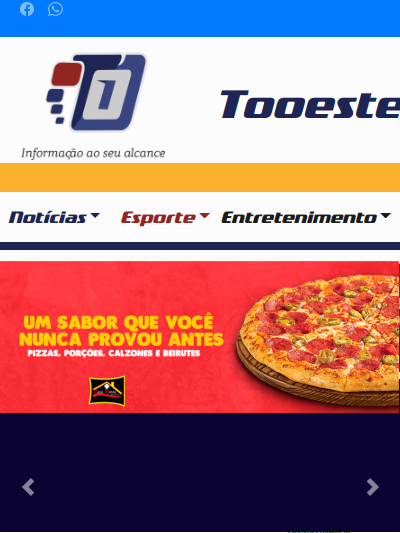 Tooeste
Informação ao seu alcance
Notícias Esporte Entretenimento
UM SABOR QUE VOCÊ
NUNCA PROVOU ANTES
PIZZAS, PORÇÕES, CALZONES E BEIRUTES